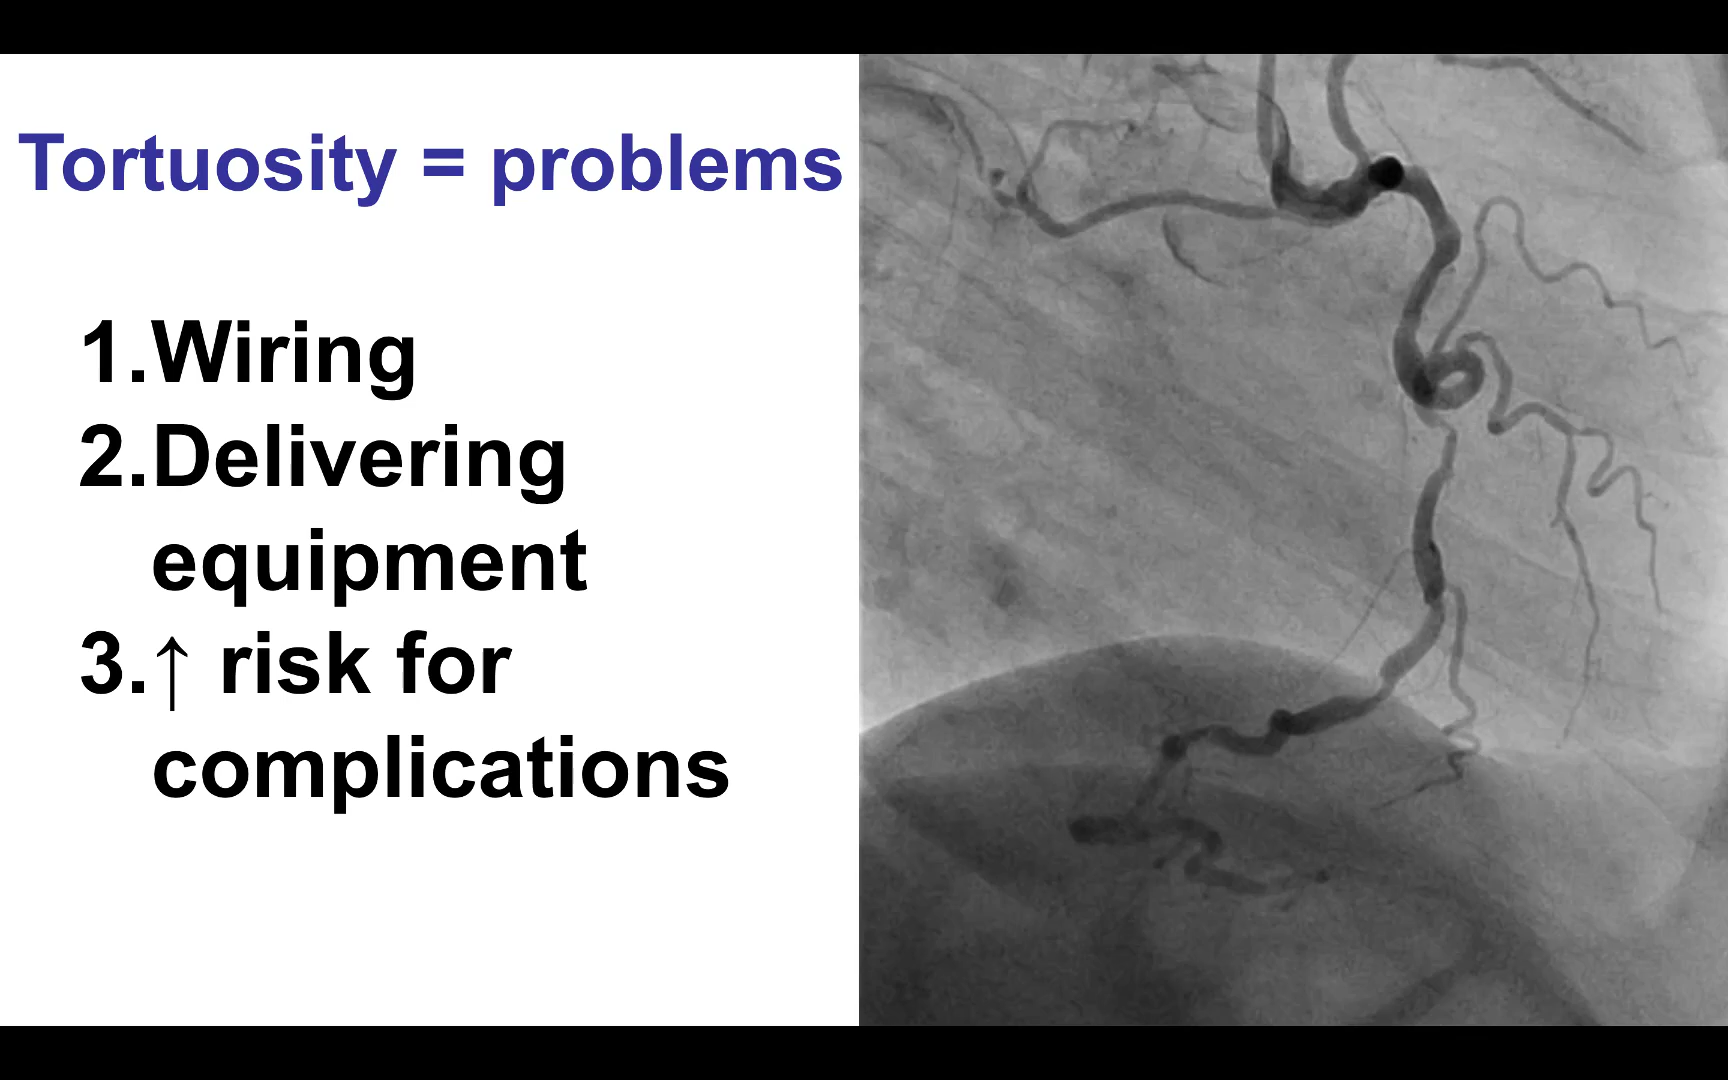 Tortuosity = problems
1.Wiring
2.Delivering
equipment
3.↑ risk for
complications